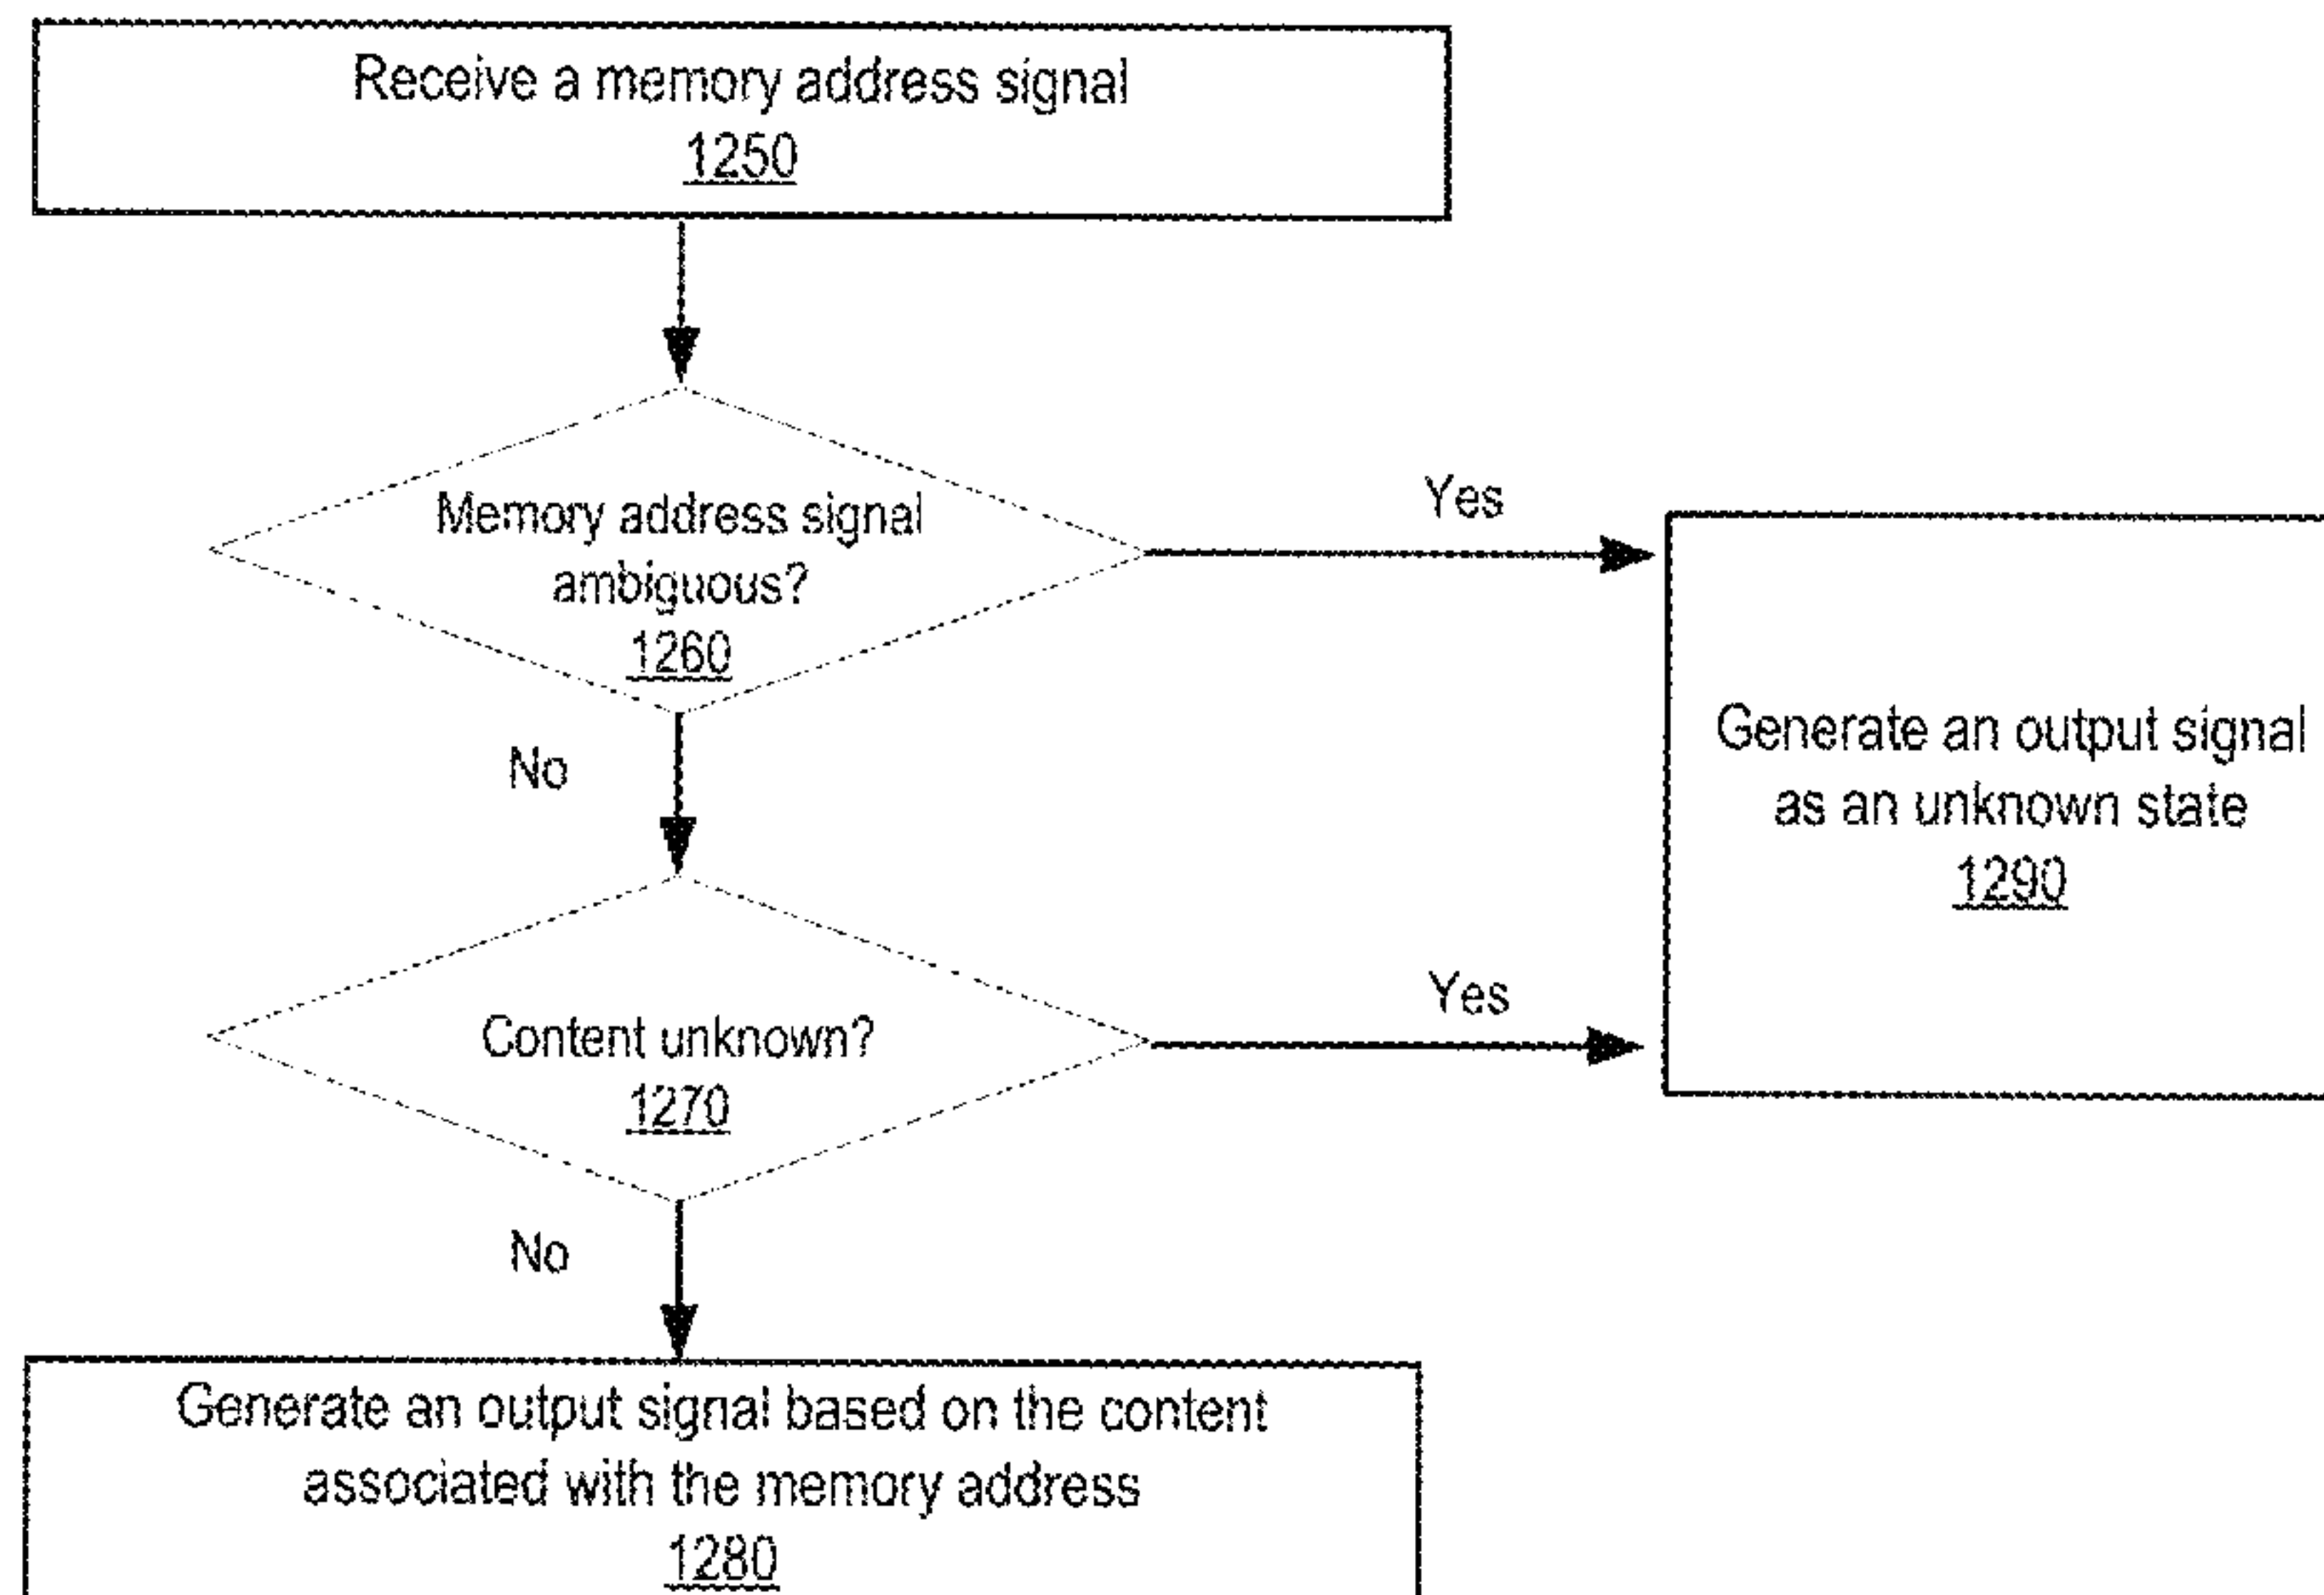 Receive a memory address signal
1250
Memory address signal
ambiguous?
1260
Yes
No
Generate an output signal
as an unknown state
1290
Content unknown?
1270
Yes
No
Generate an output signal based on the content
associated with the memory address
1280